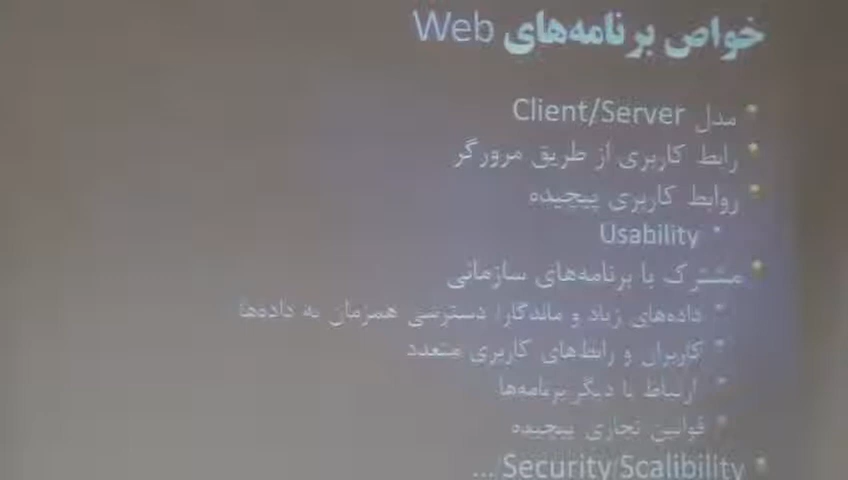 خواص برنامه‌های Web
مدل Client/Server
رابط کاربری از طریق مرورگر
روابط کاربری پیچیده
Usability
مشترک با برنامه‌های سازمانی
داده‌های زیاد و ماندگار، دسترسی همزمان به داده‌ها
کاربران و رابط‌های کاربری متعدد
ارتباط با دیگر برنامه‌ها
قوانین تجاری پیچیده
Security Scalibility ...